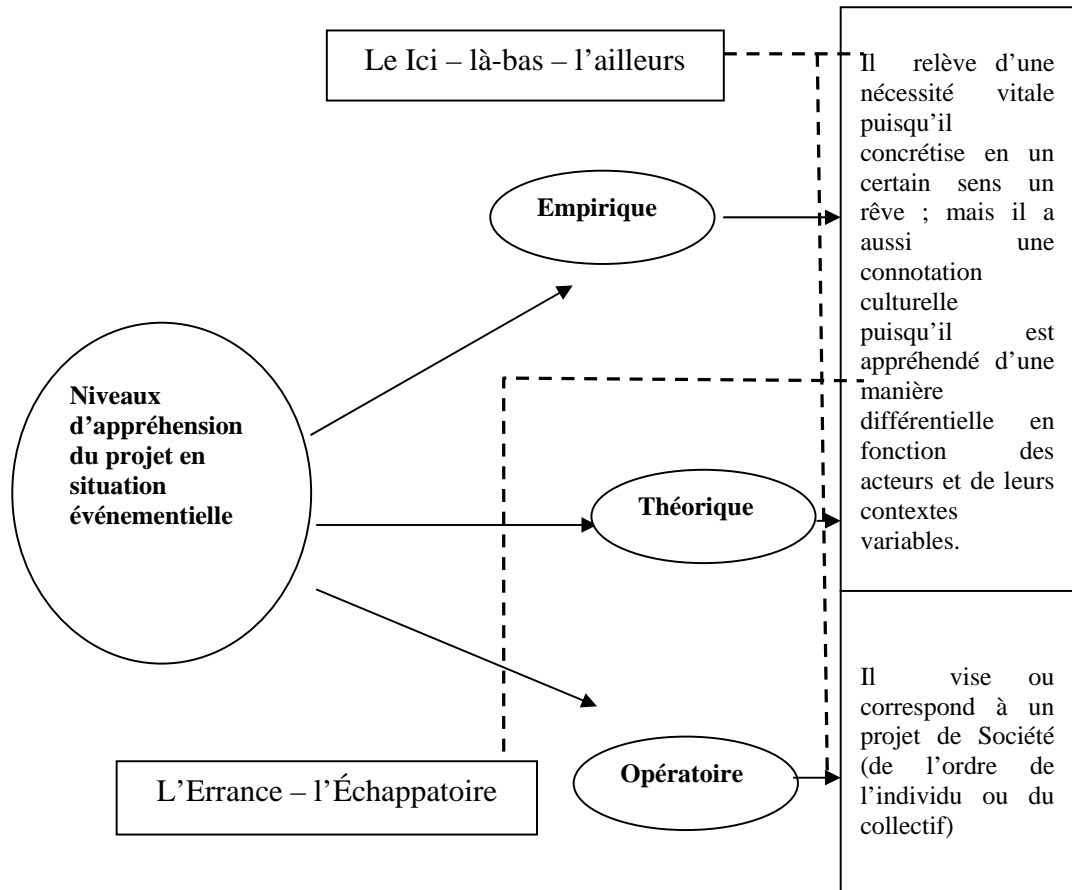 Le Ici – là-bas – l'ailleurs
Il relève d'une
nécessité vitale
puisqu'il
concrétise en un
certain sens un
rêve ; mais il a
aussi une
connotation
culturelle
puisqu'il est
appréhendé d'une
manière
différentielle en
fonction des
acteurs et de leurs
contextes
variables.
Empirique
Niveaux
d'appréhension
du projet en
situation
événementielle
Théorique
Opératoire
L'Errance – l'Échappatoire
Il vise ou
correspond à un
projet de Société
(de l'ordre de
l'individu ou du
collectif)